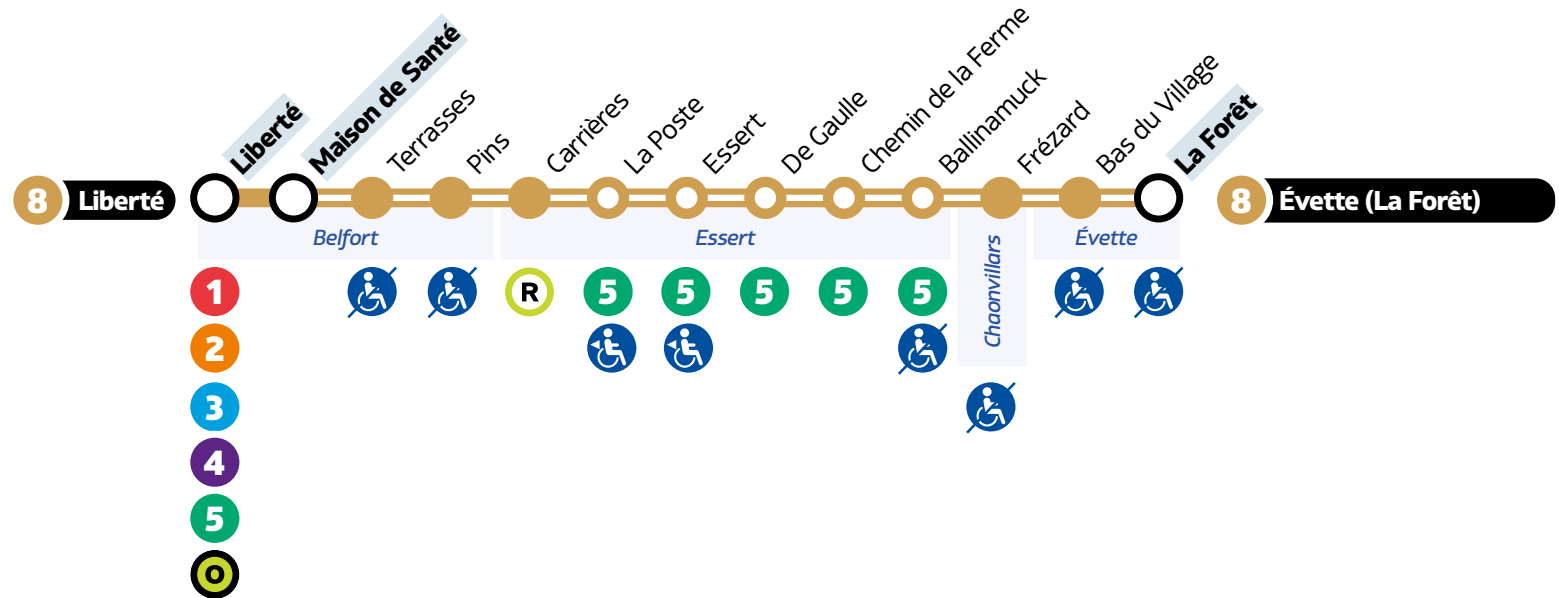 8 Liberté
Liberté
Maison de Santé
Terrasses
Pins
Carrières
La Poste
Essert
De Gaulle
Chemin de la Ferme
Ballinamuck
Frézard
Bas du Village
La Forêt
8 Évette (La Forêt)
Belfort
Essert
Chaonvillars
Évette
1
R
5
5
5
5
5
2
3
4
5
O